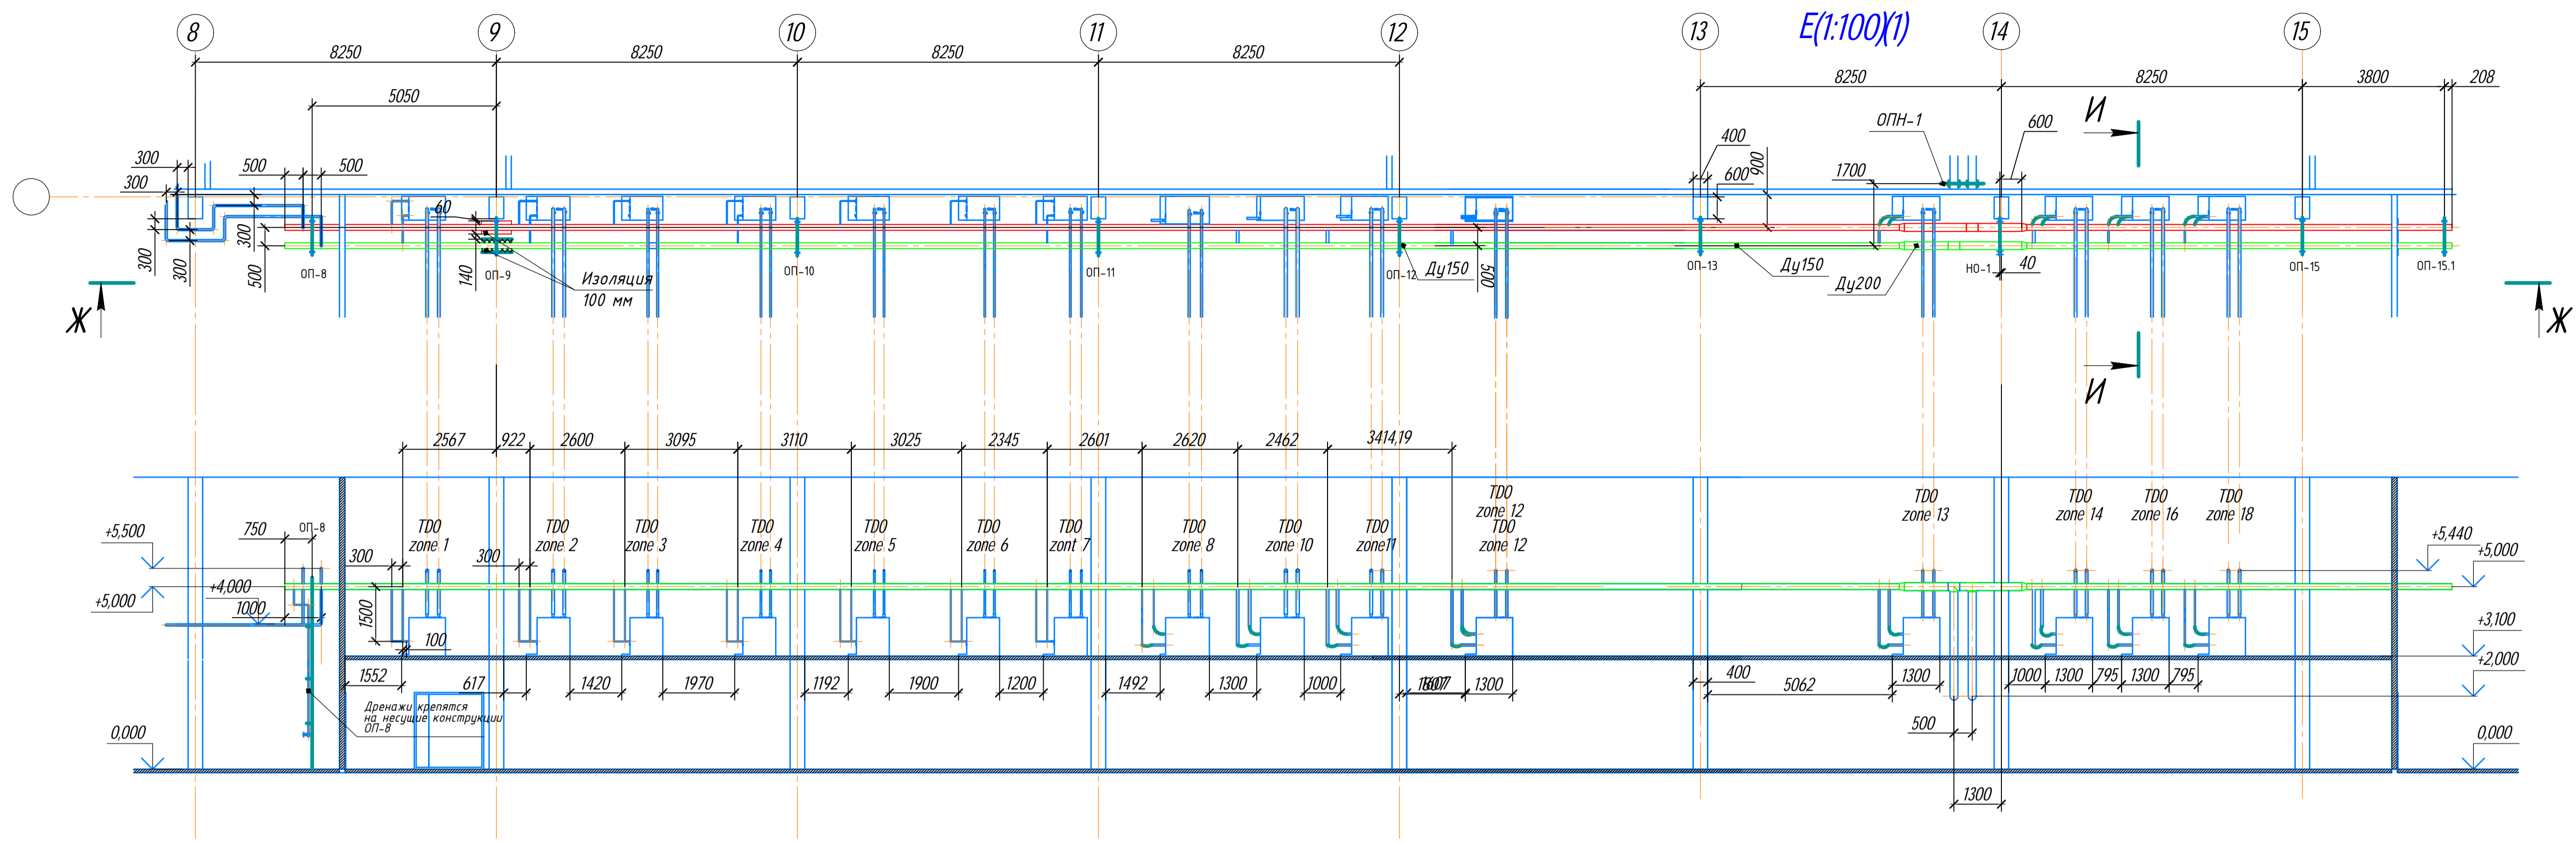 8
9
10
11
12
13
14
15
Е(1:100)(1)
8250
8250
8250
8250
8250
8250
3800
208
5050
И
ОПН-1
600
400
900
600
1700
300
300
500
500
60
300
300
300
500
140
500
ОП-8
ОП-9
ОП-10
ОП-11
ОП-12
ОП-13
НО-1
ОП-15
ОП-15.1
Изоляция
100 мм
Ду150
Ду150
Ду200
40
Ж
Ж
И
2567
922
2600
3095
3110
3025
2345
2601
2620
2462
3414,19
TDO
zone 1
TDO
zone 2
TDO
zone 3
TDO
zone 4
TDO
zone 5
TDO
zone 6
TDO
zont 7
TDO
zone 8
TDO
zone 10
TDO
zone11
TDO
zone 12
TDO
zone 12
TDO
zone 13
TDO
zone 14
TDO
zone 16
TDO
zone 18
+5,500
750
ОП-8
300
300
+5,440
+5,000
+4,000
+5,000
1000
1500
100
+3,100
+2,000
1552
617
1420
1970
1192
1900
1200
1492
1300
1000
1300
400
5062
1300
1000
1300
795
1300
795
Дренажи крепятся
на несущие конструкции
ОП-8
500
0,000
0,000
1300